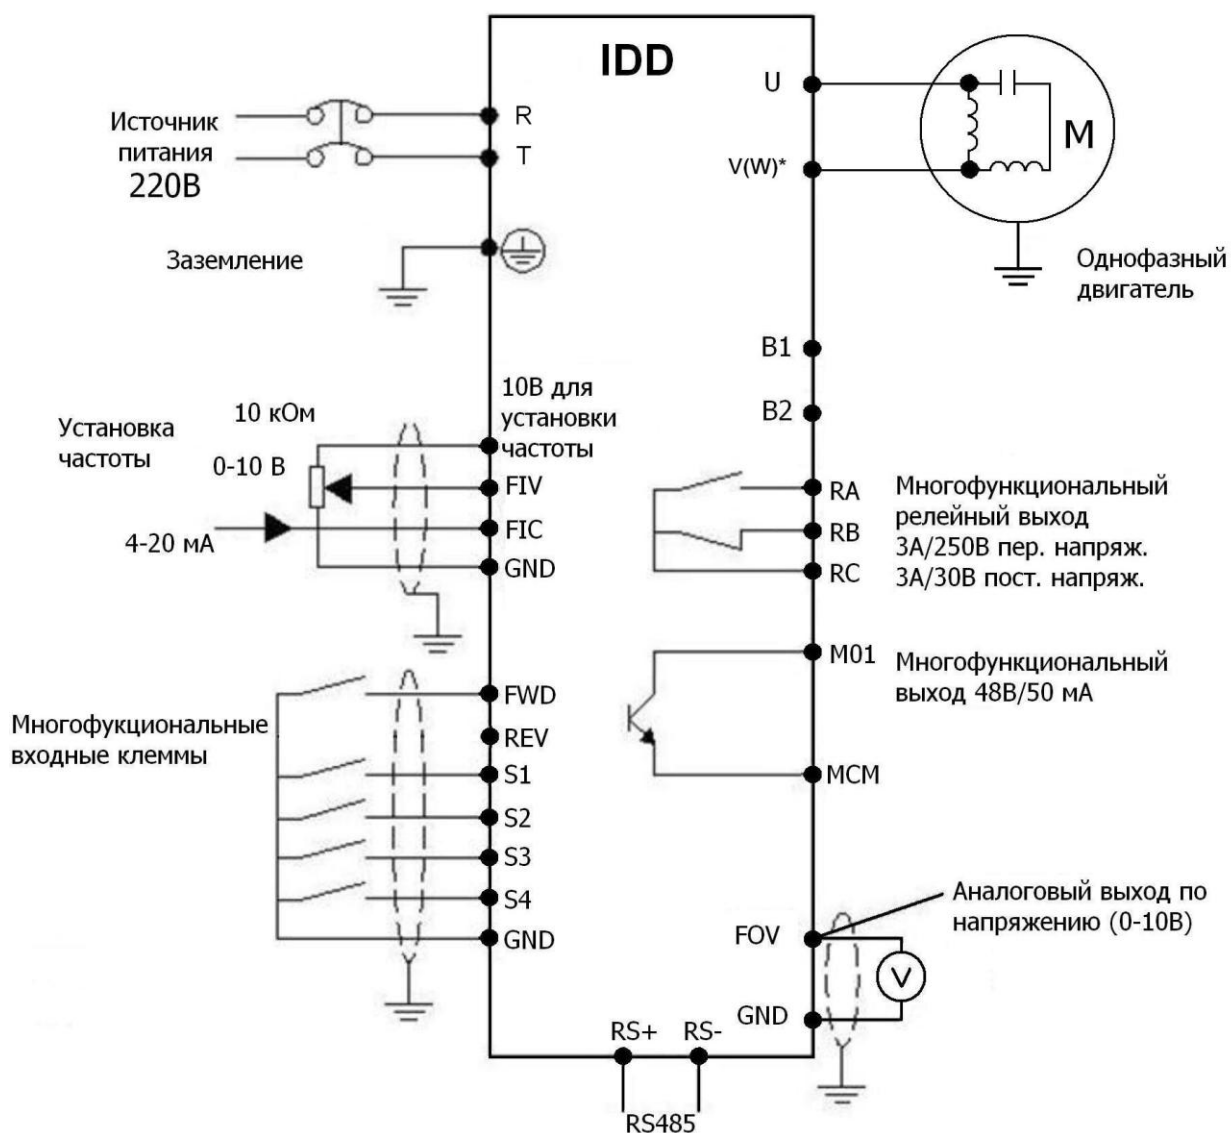 IDD
Источник
питания
220В
R
T
Заземление
U
V(W)*
M
Однофазный
двигатель
B1
B2
Установка
частоты
10 кОм
0-10 В
4-20 мА
10В для
установки
частоты
FIV
FIC
GND
RA
RB
RC
Многофункциональный
релейный выход
3А/250В пер. напряж.
3А/30В пост. напряж.
M01
MCM
Многофункциональный
выход 48В/50 мА
Многофукциональные
входные клеммы
FWD
REV
S1
S2
S3
S4
GND
FOV
GND
Аналоговый выход по
напряжению (0-10В)
V
RS+ RS-
RS485